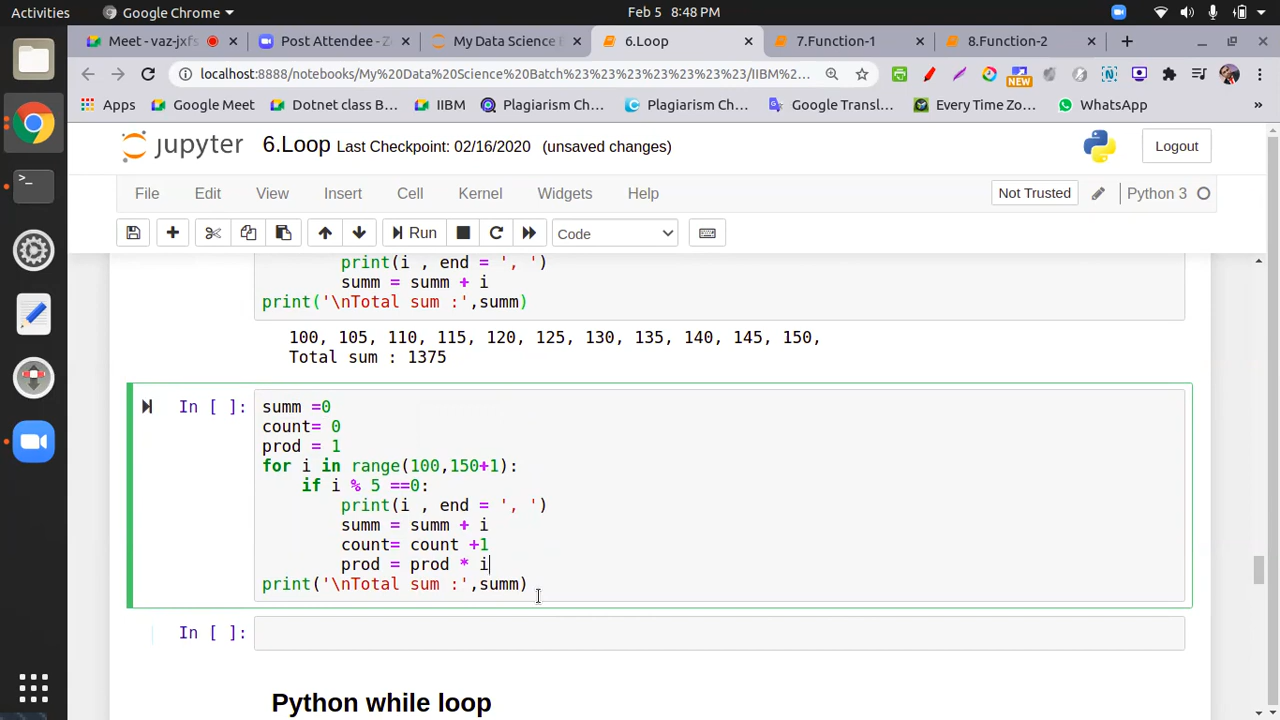 Activities Google Chrome Feb 5 8:48 PM
Meet - vaz-jxfs Post Attendee - Z My Data Science B 6.Loop 7.Function-1 8.Function-2
localhost:8888/notebooks/My%20Data%20Science%20Batch%23%23%23%23%23%23/IIBM%2...
Apps Google Meet Dotnet class B... IIBM Plagiarism Ch... Plagiarism Ch... Google Transl... Every Time Zo... WhatsApp »
NEW
jupyter 6.Loop Last Checkpoint: 02/16/2020 (unsaved changes) Logout
File Edit View Insert Cell Kernel Widgets Help Not Trusted Python 3
Run Code
print(i , end = ', ')
summ = summ + i
print('\nTotal sum :',summ)
100, 105, 110, 115, 120, 125, 130, 135, 140, 145, 150,
Total sum : 1375
In [ ]: summ =0
count= 0
prod = 1
for i in range(100,150+1):
if i % 5 ==0:
print(i , end = ', ')
summ = summ + i
count= count +1
prod = prod * i
print('\nTotal sum :',summ)
In [ ]:
Python while loop